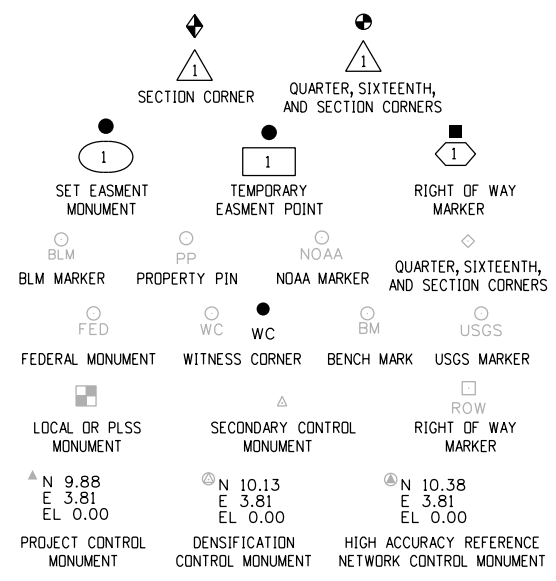 1
1
SECTION CORNER
QUARTER, SIXTEENTH,
AND SECTION CORNERS
1
1
1
SET EASMENT
MONUMENT
TEMPORARY
EASMENT POINT
RIGHT OF WAY
MARKER
BLM
PP
NOAA
BLM MARKER
PROPERTY PIN
NOAA MARKER
QUARTER, SIXTEENTH,
AND SECTION CORNERS
FED
WC
WC
BM
USGS
FEDERAL MONUMENT
WITNESS CORNER
BENCH MARK
USGS MARKER
ROW
LOCAL OR PLSS
MONUMENT
SECONDARY CONTROL
MONUMENT
RIGHT OF WAY
MARKER
N 9.88
E 3.81
EL 0.00
N 10.13
E 3.81
EL 0.00
N 10.38
E 3.81
EL 0.00
PROJECT CONTROL
MONUMENT
DENSIFICATION
CONTROL MONUMENT
HIGH ACCURACY REFERENCE
NETWORK CONTROL MONUMENT